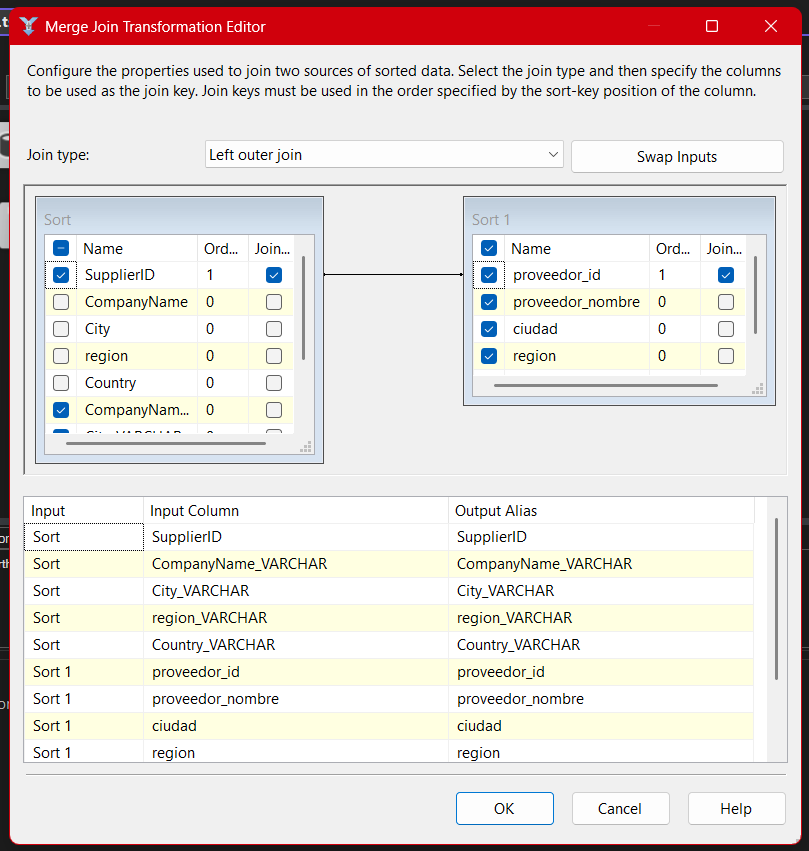 Merge Join Transformation Editor
Configure the properties used to join two sources of sorted data. Select the join type and then specify the columns
to be used as the join key. Join keys must be used in the order specified by the sort-key position of the column.
Join type: Left outer join Swap Inputs
Sort
Name Ord... Join...
SupplierID 1
CompanyName 0
City 0
region 0
Country 0
CompanyNam... 0
Sort 1
Name Ord... Join...
proveedor_id 1
proveedor_nombre 0
ciudad 0
region 0
Input Input Column Output Alias
Sort SupplierID SupplierID
Sort CompanyName_VARCHAR CompanyName_VARCHAR
Sort City_VARCHAR City_VARCHAR
Sort region_VARCHAR region_VARCHAR
Sort Country_VARCHAR Country_VARCHAR
Sort 1 proveedor_id proveedor_id
Sort 1 proveedor_nombre proveedor_nombre
Sort 1 ciudad ciudad
Sort 1 region region
OK Cancel Help